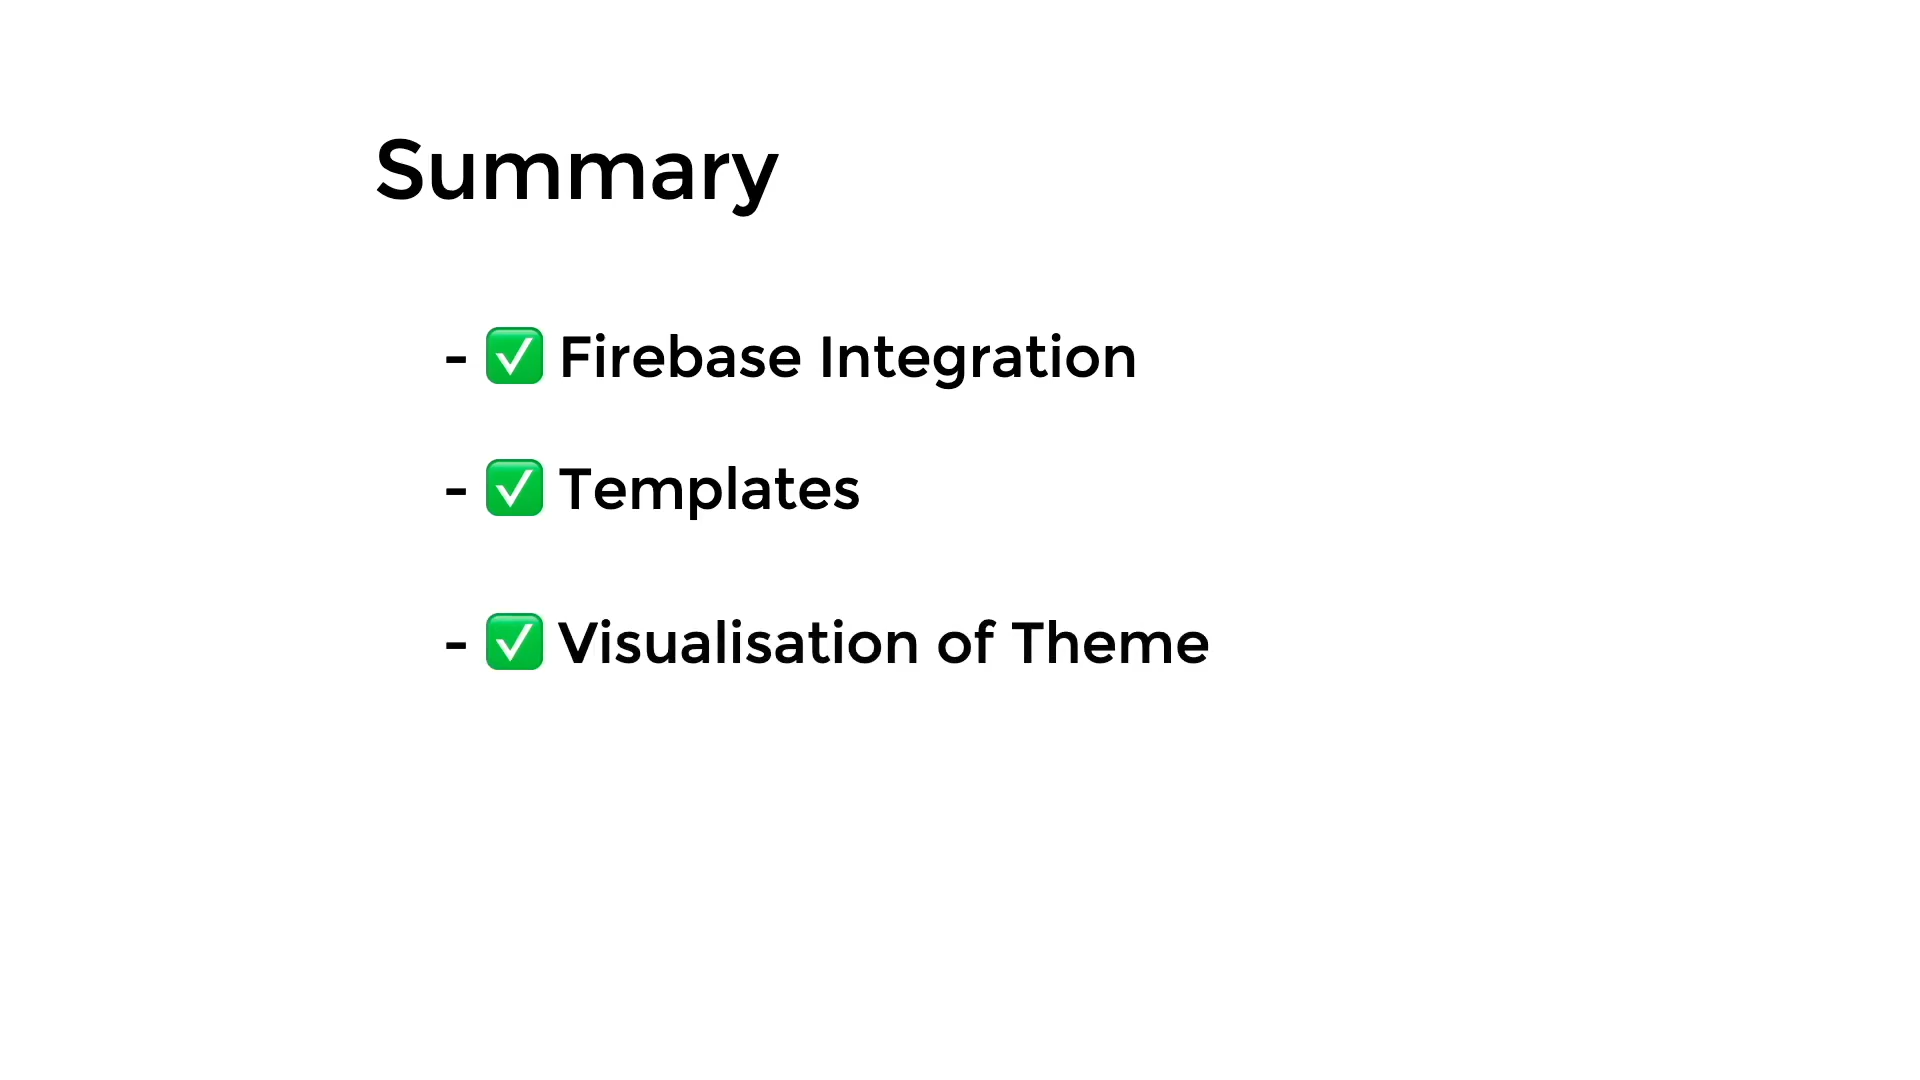 Summary
- ✅ Firebase Integration
- ✅ Templates
- ✅ Visualisation of Theme